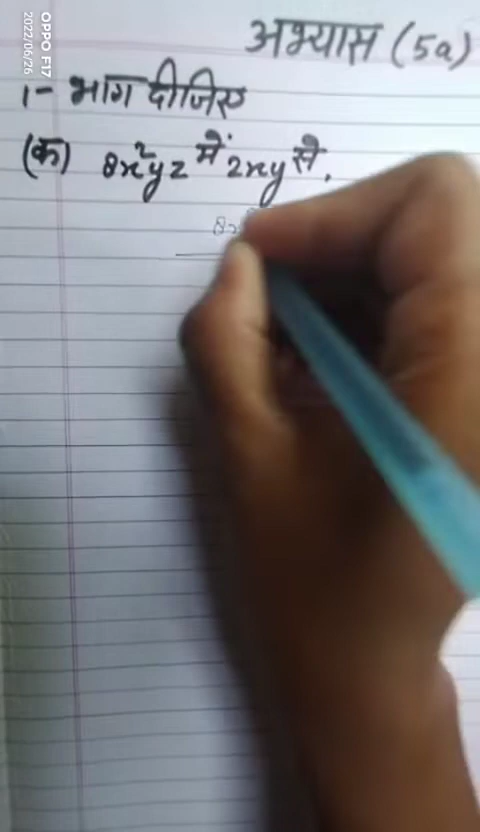 अभ्यास (5a)
1- भाग दीजिए
(क) 8x²yz में 2xy से.
OPPO F17
2022/06/26